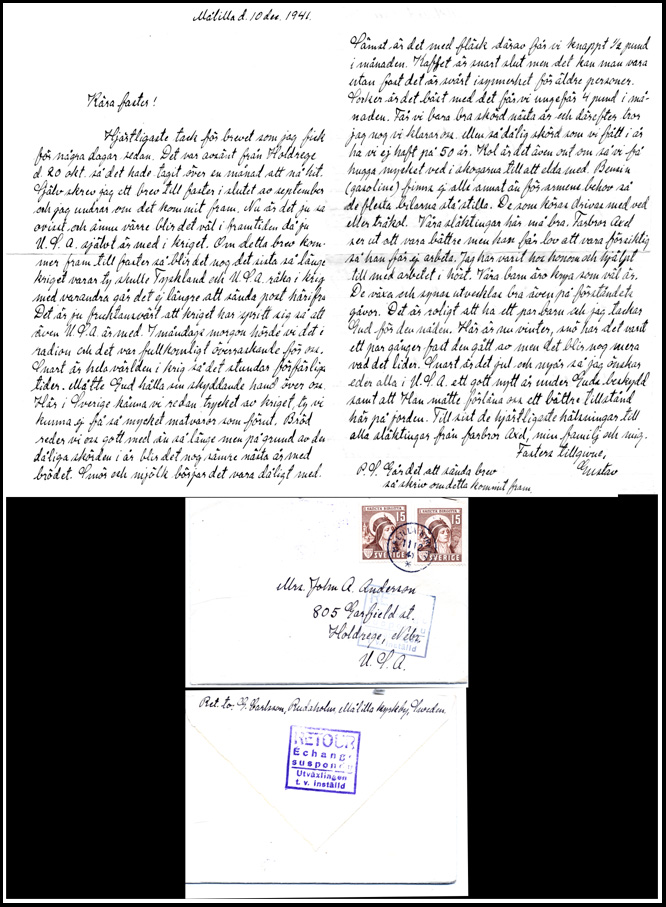 Målilla d. 10 dec. 1941.
Kära faster!
Hjärtligaste tack för brevet som jag fick
för några dagar sedan. Det var avsänt från Holdrege
d. 20 okt. så det hade tagit över en månad att nå hit.
Själv skrev jag ett brev till faster i slutet av september
och jag undrar om det kommit fram. Nu är det ju så
ovisst och ännu värre blir det väl i framtiden då ju
U.S.A. självt är med i kriget. Om detta brev kom-
mer fram till faster så blir det nog det sista så länge
kriget varar ty skulle Tyskland och U.S.A. råka i krig
med varandra går det ej längre att sända post härifrån.
Det är ju fruktansvärt att kriget har spritt sig så att
även U.S.A. är med. I måndags morgon hörde vi det i
radion och det var fullkomligt överraskande för oss.
Snart är hela världen i krig så det stundar förfärliga
tider. Måtte Gud hålla sin skyddande hand över oss.
Här i Sverige känna vi redan trycket av kriget, ty vi
kunna ej få så mycket matvaror som förut. Bröd
reder vi oss gott med än så länge men på grund av den
dåliga skörden i år blir det nog sämre nästa år med
brödet. Smör och mjölk börjar det vara dåligt med.
Sämst är det med fläsk därav får vi knappt 1/2 pund
i månaden. Kaffet är snart slut men det kan man vara
utan fast det är svårt i synnerhet för äldre personer.
Socker är det bäst med det får vi ungefär 4 pund i må-
naden. Får vi bara bra skörd nästa år och därefter tror
jag nog vi klarar oss. Men så dålig skörd som vi fått i år
ha vi ej haft på 50 år. Kol är det även ont om så vi få
hugga mycket ved i skogarna till att elda med. Bensin
(gasoline) finns ej alls annat än för armens behov så
de flesta bilarna stå stilla. De som köras drivas med ved
eller träkol. Våra släktingar här må bra. Farbror Axel
ser ut att vara bättre men han får lov att vara försiktig
så han får ej arbeta. Jag har varit hos honom och hjälpt
till med arbetet i höst. Våra barn äro krya som väl är.
De växa och synas utvecklas bra även på förståndets
gåvor. Det är roligt att ha ett par barn och jag tackar
Gud för den nåden. Här är nu vinter, snö har det varit
ett par gånger fast den gått av men det blir nog mera
vad det lider. Snart är det jul och nyår så jag önskar
eder alla i U.S.A. ett gott nytt år under Guds beskydd
samt att Han måtte förläna oss ett bättre tillstånd
här på jorden. Till sist de hjärtligaste hälsningar till
alla släktingar från farbror Axel, min familj och mig.
Fasters tillgivne,
Gustav
P.S. Går det att sända brev
så skriv om detta kommit fram.
SANCTA BIRGITTA
15
SVERIGE
SANCTA BIRGITTA
15
SVERIGE
Mrs. John A. Anderson
805 Garfield st.
Holdrege, Nebr.
U.S.A.
Ret. to: G. Carlsson, Rudaholm, Målilla Kyrkeby, Sweden.
RETOUR
Echange
suspendu
Utväxlingen
t. v. inställd